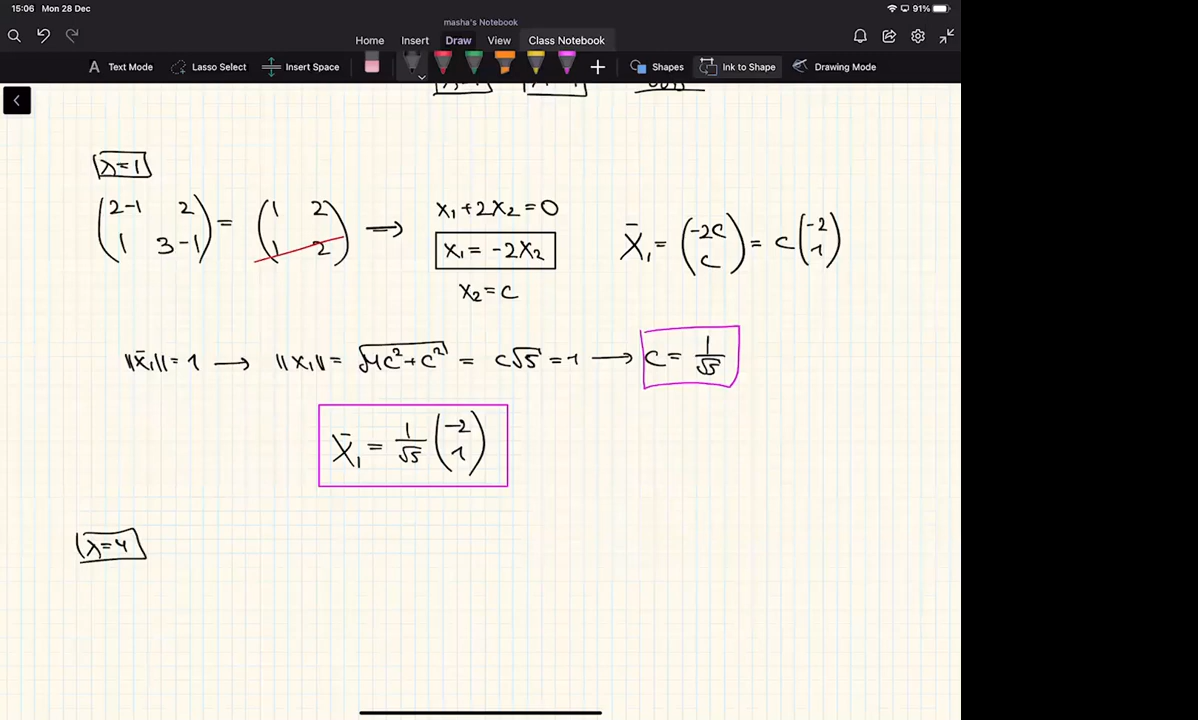 15:06 Mon 28 Dec
91%
masha's Notebook
Home Insert Draw View Class Notebook
Text Mode Lasso Select Insert Space Shapes Ink to Shape Drawing Mode
λ=1
(2-1 2 = (1 2 → x₁+2x₂=0
1 3-1) 1 2) x₁ = -2x₂ X̄₁ = (-2c c) = c(-2 1)
x₂ = c
||x̄₁||=1 → ||x₁|| = √4c²+c² = c√5 = 1 → c = 1/√5
X̄₁ = 1/√5 (-2 1)
λ=4